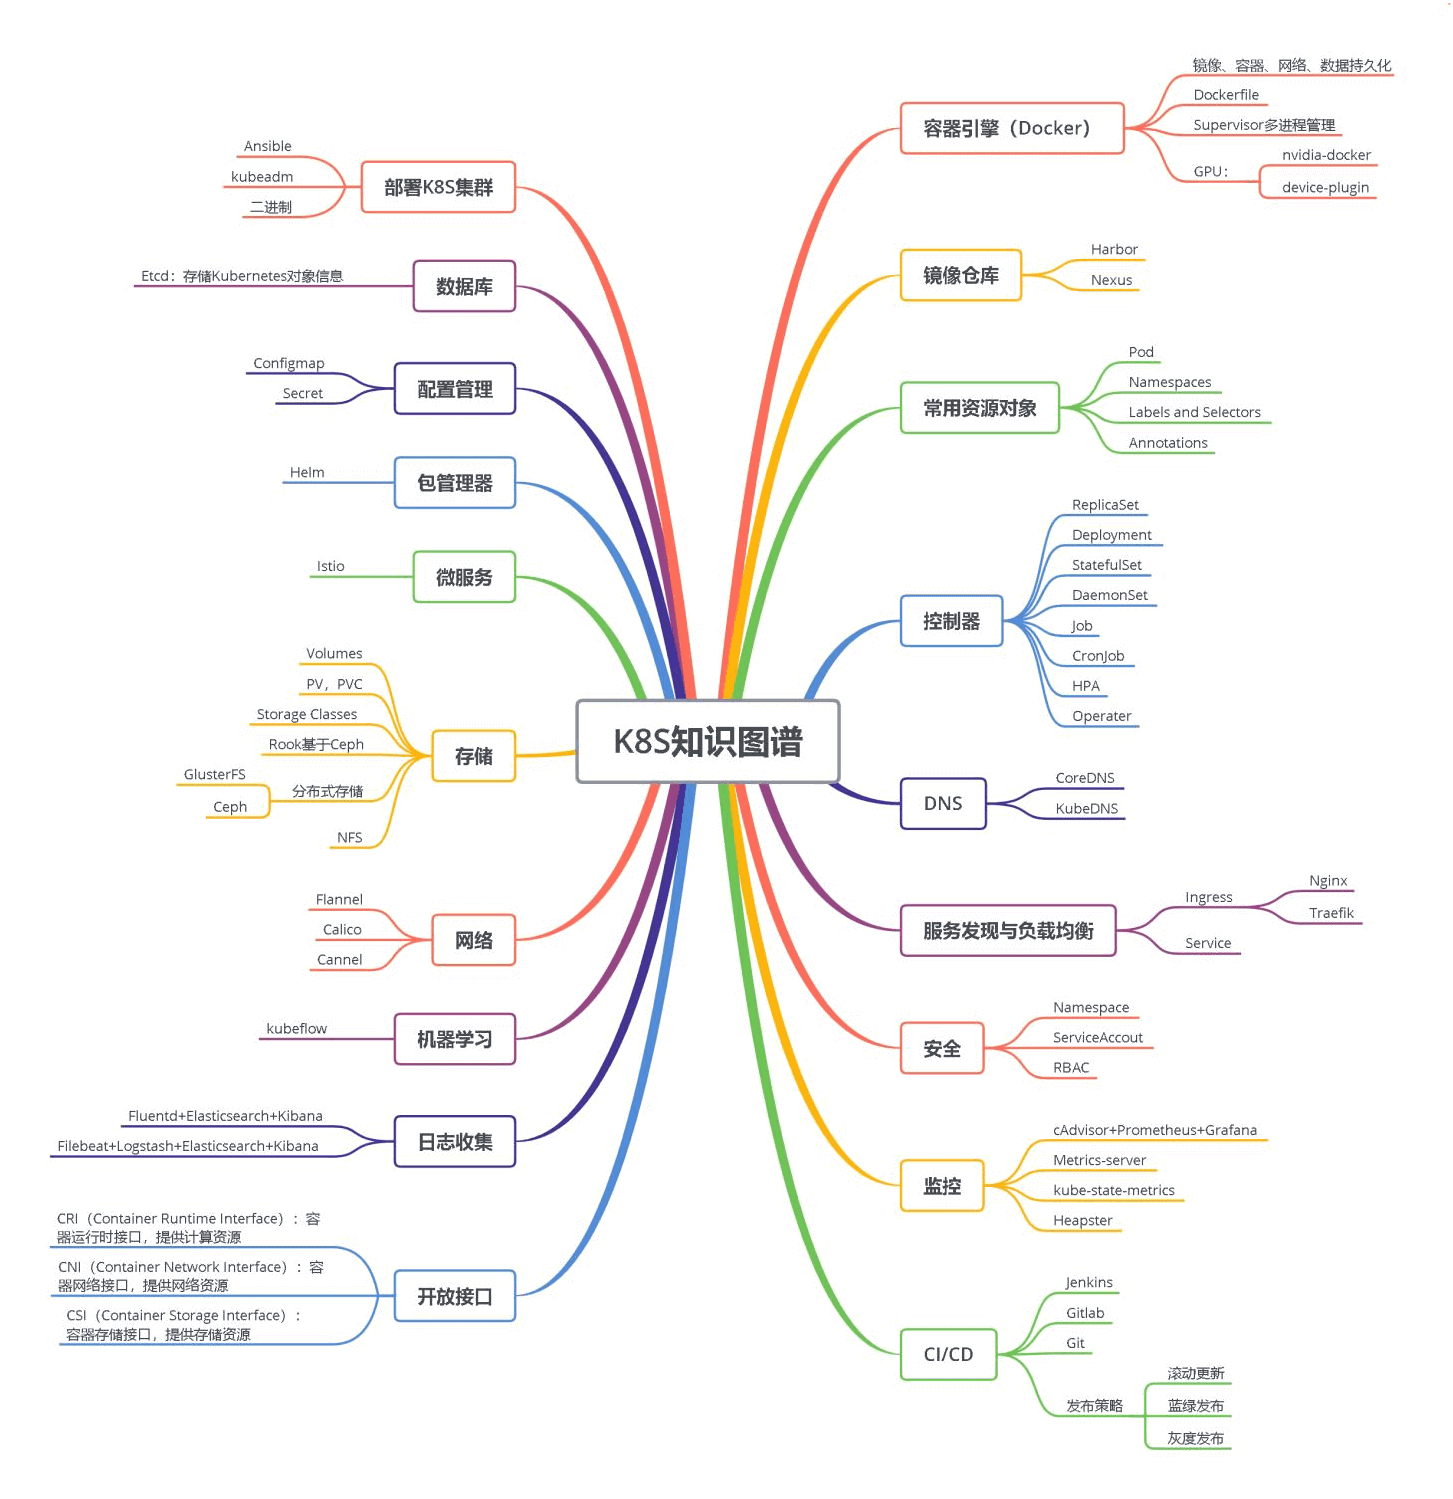 K8S知识图谱
容器引擎（Docker）
镜像、容器、网络、数据持久化
Dockerfile
Supervisor多进程管理
GPU：
nvidia-docker
device-plugin
镜像仓库
Harbor
Nexus
常用资源对象
Pod
Namespaces
Labels and Selectors
Annotations
控制器
ReplicaSet
Deployment
StatefulSet
DaemonSet
Job
CronJob
HPA
Operater
DNS
CoreDNS
KubeDNS
服务发现与负载均衡
Ingress
Nginx
Traefik
Service
安全
Namespace
ServiceAccout
RBAC
监控
cAdvisor+Prometheus+Grafana
Metrics-server
kube-state-metrics
Heapster
CI/CD
Jenkins
Gitlab
Git
发布策略
滚动更新
蓝绿发布
灰度发布
部署K8S集群
Ansible
kubeadm
二进制
数据库
Etcd：存储Kubernetes对象信息
配置管理
Configmap
Secret
包管理器
Helm
微服务
Istio
存储
Volumes
PV，PVC
Storage Classes
Rook基于Ceph
分布式存储
GlusterFS
Ceph
NFS
网络
Flannel
Calico
Cannel
机器学习
kubeflow
日志收集
Fluentd+Elasticsearch+Kibana
Filebeat+Logstash+Elasticsearch+Kibana
开放接口
CRI（Container Runtime Interface）：容
器运行时接口，提供计算资源
CNI（Container Network Interface）：容
器网络接口，提供网络资源
CSI（Container Storage Interface）：
容器存储接口，提供存储资源